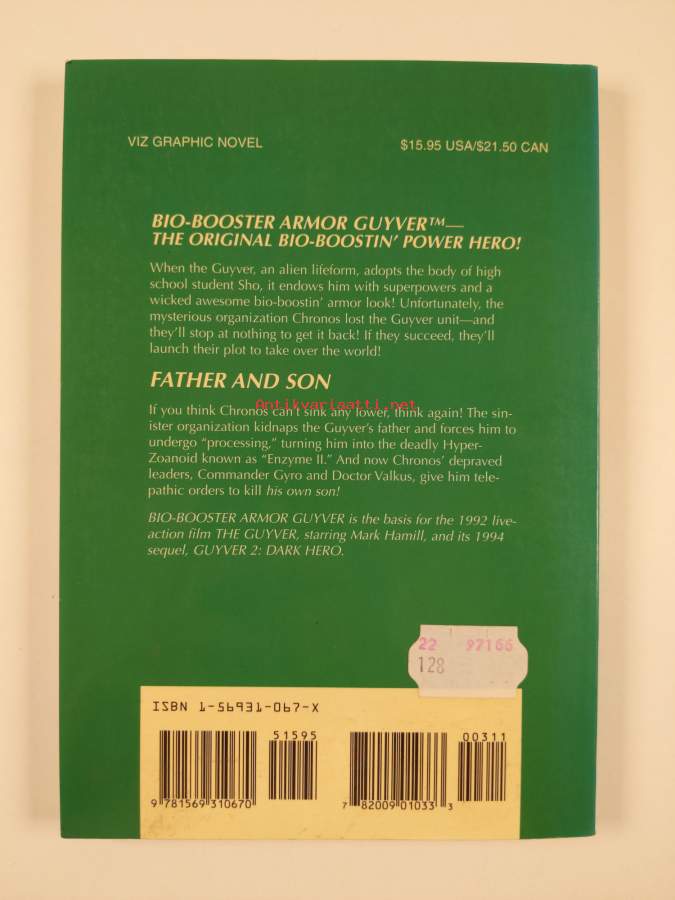 VIZ GRAPHIC NOVEL $15.95 USA/$21.50 CAN
BIO-BOOSTER ARMOR GUYVER™—
THE ORIGINAL BIO-BOOSTIN' POWER HERO!
When the Guyver, an alien lifeform, adopts the body of high
school student Sho, it endows him with superpowers and a
wicked awesome bio-boostin' armor look! Unfortunately, the
mysterious organization Chronos lost the Guyver unit—and
they'll stop at nothing to get it back! If they succeed, they'll
launch their plot to take over the world!
FATHER AND SON
Antikvariaatti.net
If you think Chronos can't sink any lower, think again! The sin-
ister organization kidnaps the Guyver's father and forces him to
undergo "processing," turning him into the deadly Hyper-
Zoanoid known as "Enzyme II." And now Chronos' depraved
leaders, Commander Gyro and Doctor Valkus, give him tele-
pathic orders to kill his own son!
BIO-BOOSTER ARMOR GUYVER is the basis for the 1992 live-
action film THE GUYVER, starring Mark Hamill, and its 1994
sequel, GUYVER 2: DARK HERO.
22 97166
128
ISBN 1-56931-067-X
51595
00311
9 781569 310670
7 82009 01033 3